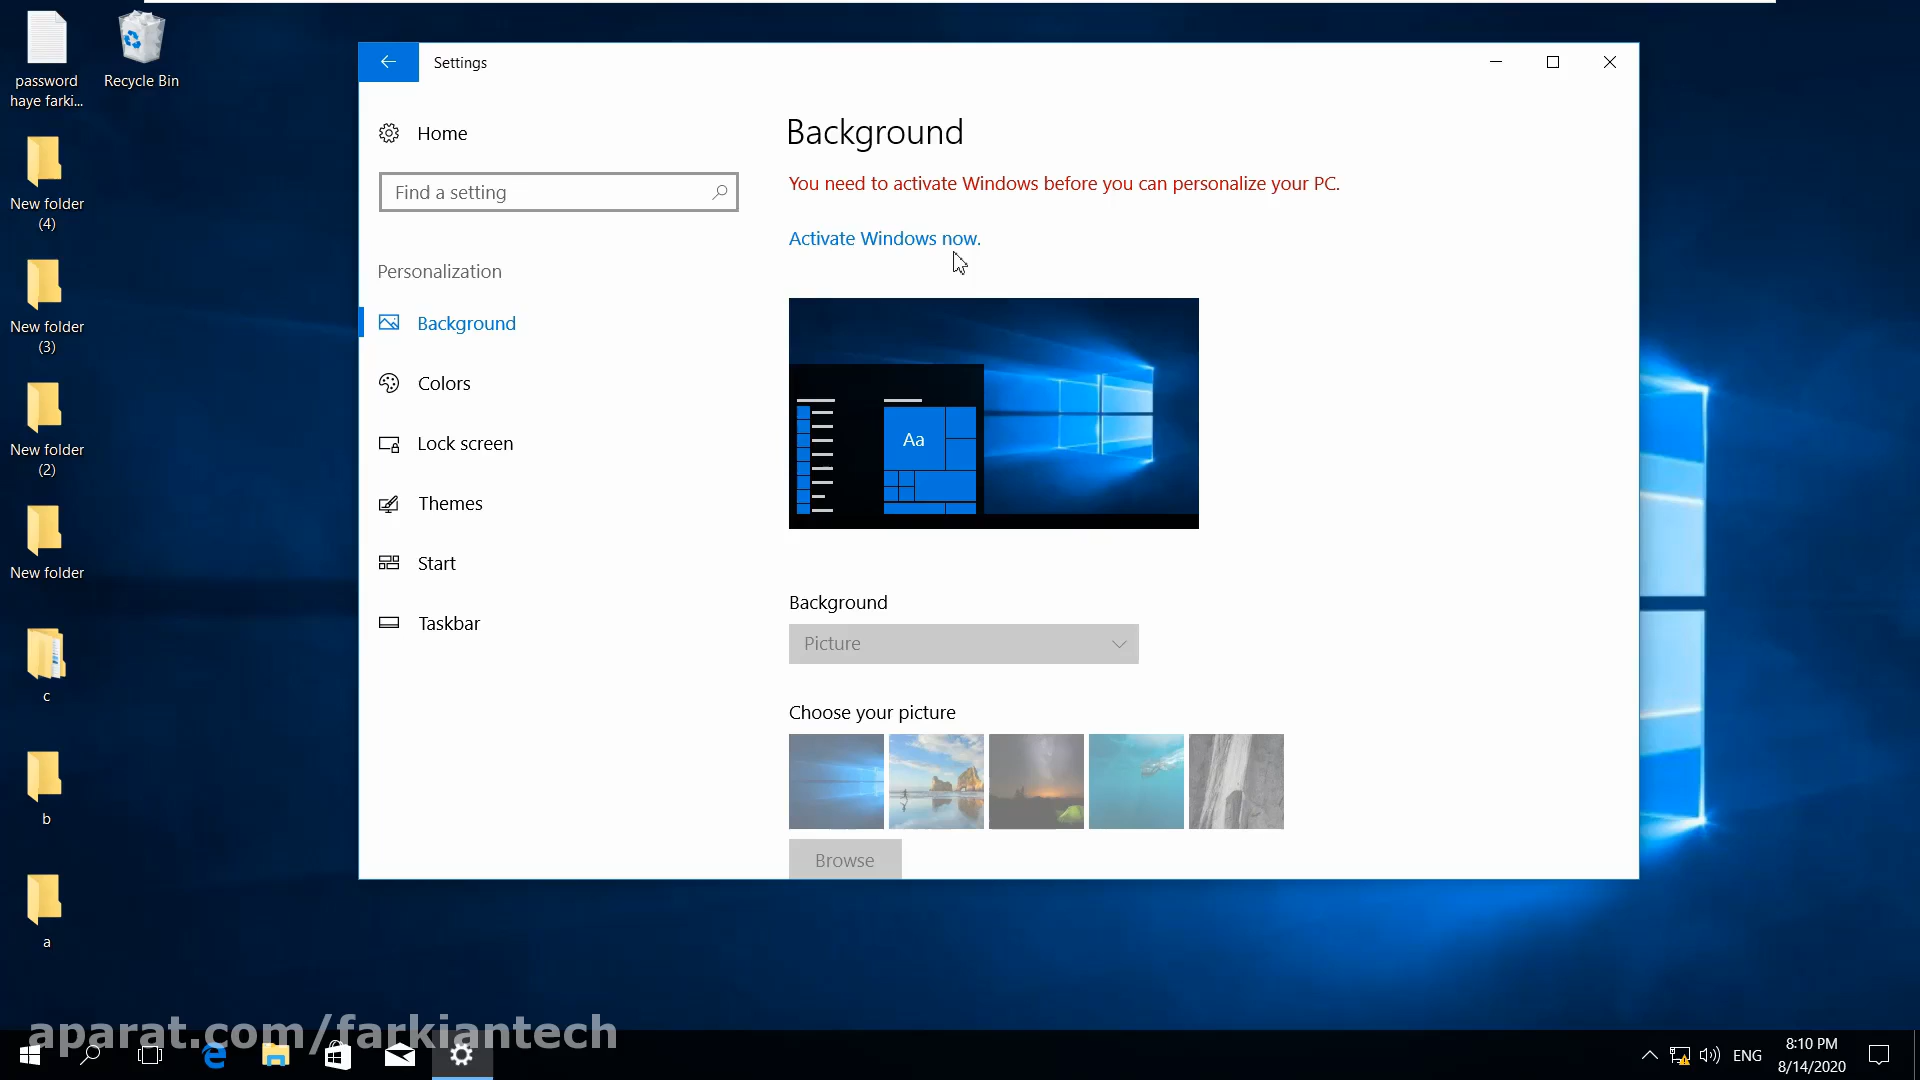 password
haye farki...
Recycle Bin
New folder
(4)
New folder
(3)
New folder
(2)
New folder
c
b
a
Settings
Home
Find a setting
Personalization
Background
Colors
Lock screen
Themes
Start
Taskbar
Background
You need to activate Windows before you can personalize your PC.
Activate Windows now.
Aa
Background
Picture
Choose your picture
Browse
aparat.com/farkiantech
ENG
8:10 PM
8/14/2020